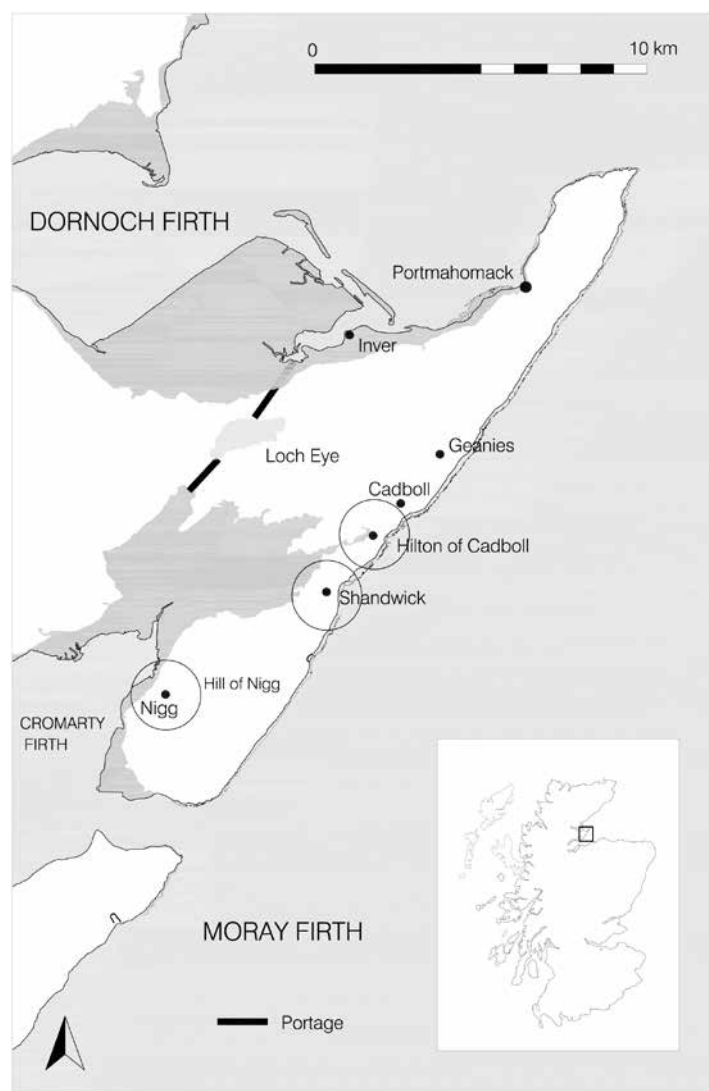 0 10 km
DORNOCH FIRTH
Portmahomack
Inver
Geanies
Loch Eye
Cadboll
Hilton of Cadboll
Shandwick
Hill of Nigg
Nigg
CROMARTY
FIRTH
MORAY FIRTH
Portage